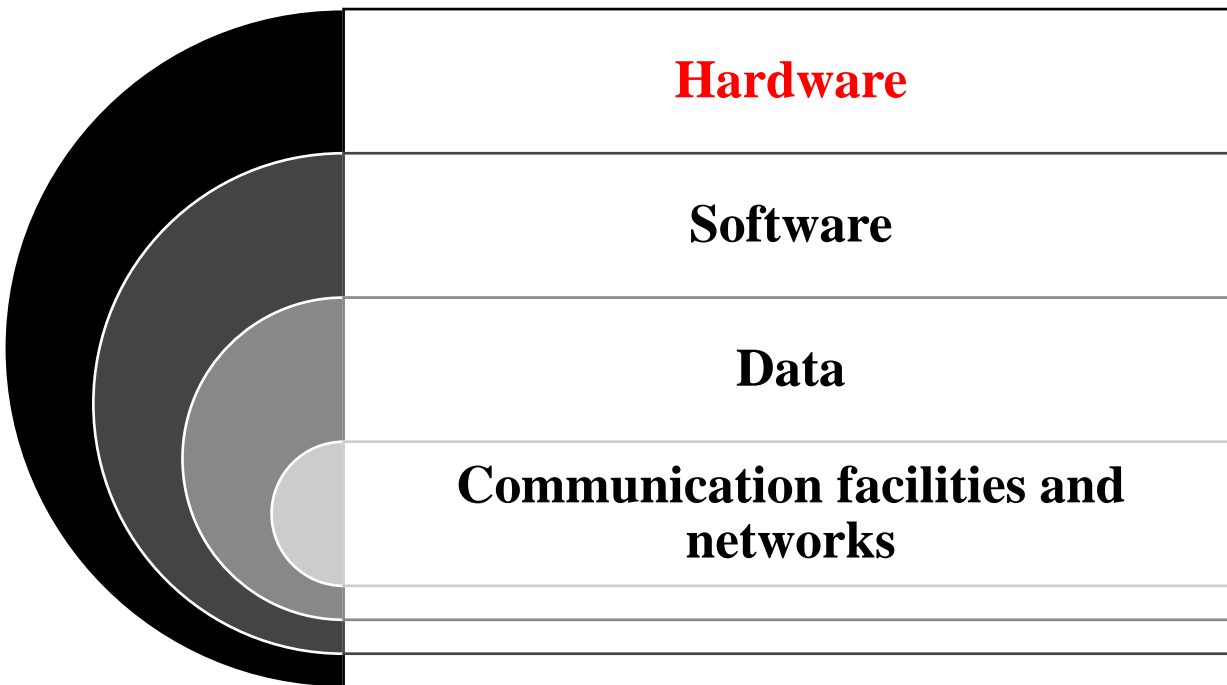 Hardware
Software
Data
Communication facilities and
networks